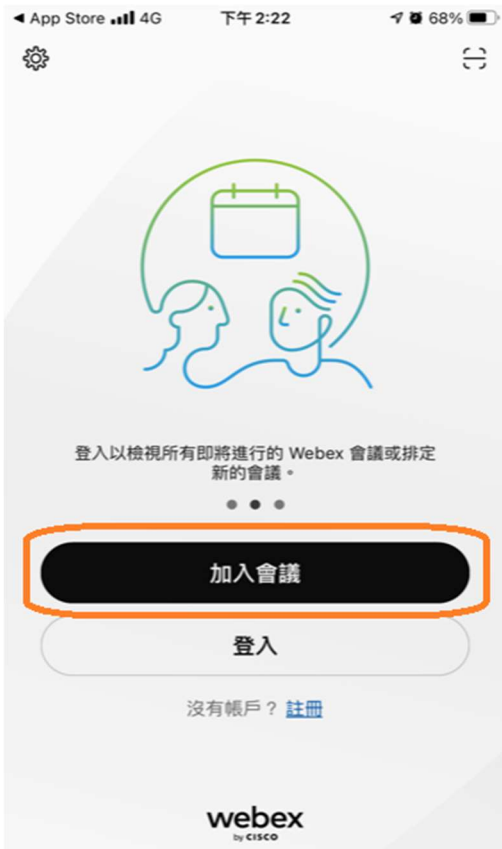 ◀ App Store 4G 下午 2:22 68%
登入以檢視所有即將進行的 Webex 會議或排定
新的會議。
加入會議
登入
沒有帳戶？ 註冊
webex
by CISCO